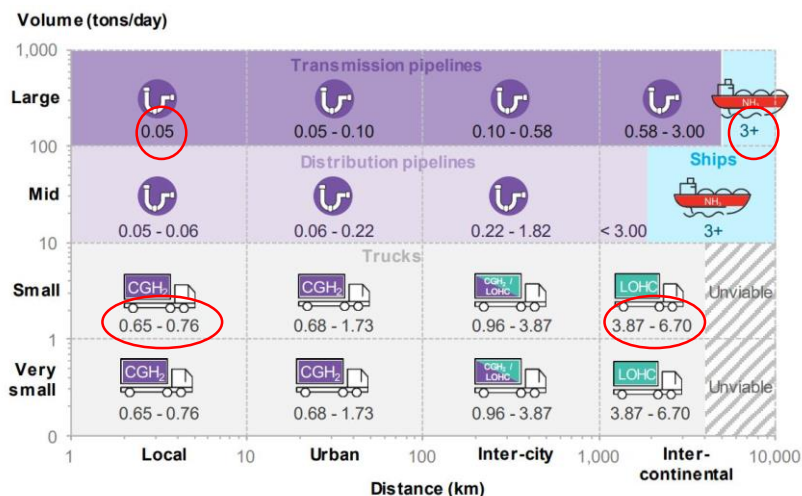 Volume (tons/day)
1,000
Transmission pipelines
Large
NH₃
0.05
0.05 - 0.10
0.10 - 0.58
0.58 - 3.00
3+
100
Distribution pipelines
Ships
Mid
NH₃
0.05 - 0.06
0.06 - 0.22
0.22 - 1.82
< 3.00
3+
10
Trucks
Small
CGH₂
CGH₂
CGH₂ / LOHC
LOHC
Unviable
0.65 - 0.76
0.68 - 1.73
0.96 - 3.87
3.87 - 6.70
1
Very small
CGH₂
CGH₂
CGH₂ / LOHC
LOHC
Unviable
0.65 - 0.76
0.68 - 1.73
0.96 - 3.87
3.87 - 6.70
0
1
Local
10
Urban
100
Inter-city
1,000
Inter-continental
10,000
Distance (km)